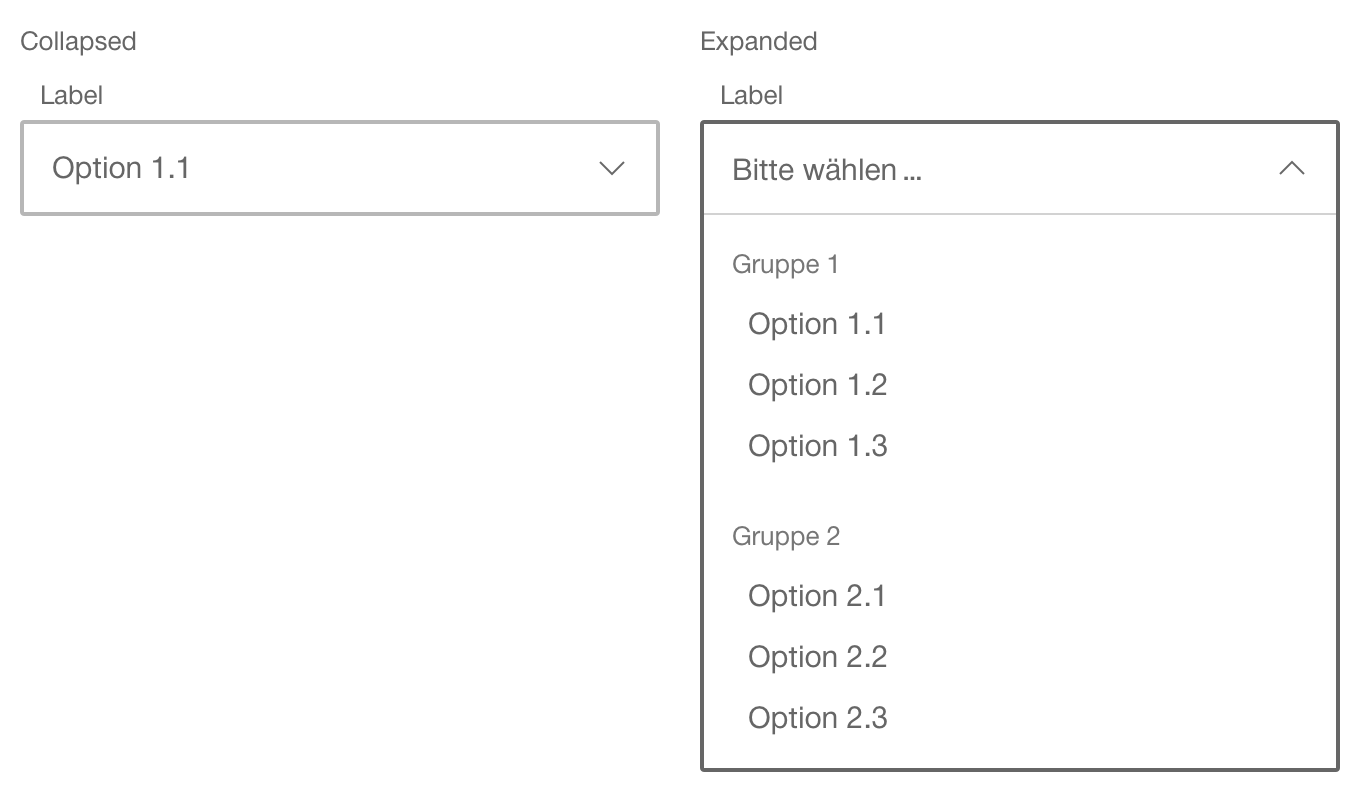 Collapsed
Label
Option 1.1
Expanded
Label
Bitte wählen ...
Gruppe 1
Option 1.1
Option 1.2
Option 1.3
Gruppe 2
Option 2.1
Option 2.2
Option 2.3